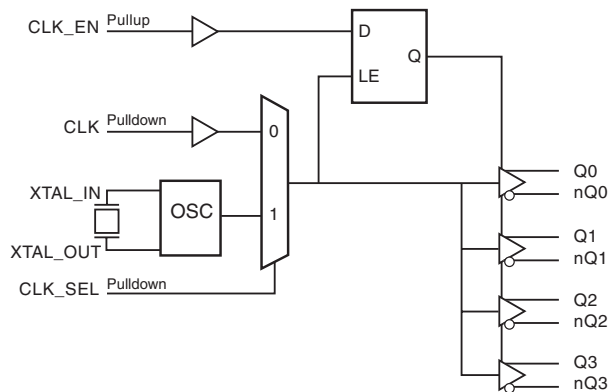 CLK_EN Pullup
D
Q
LE
CLK Pulldown
0
Q0
nQ0
XTAL_IN
OSC
1
XTAL_OUT
Q1
nQ1
CLK_SEL Pulldown
Q2
nQ2
Q3
nQ3